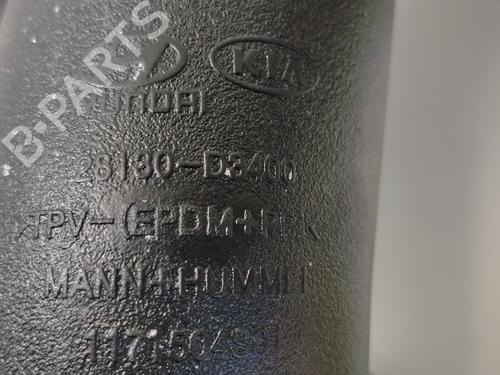 KIA
HYUNDAI
28130-D3400
>TPV-(EPDM+PP)<
MANN+HUMMEL
B-PARTS